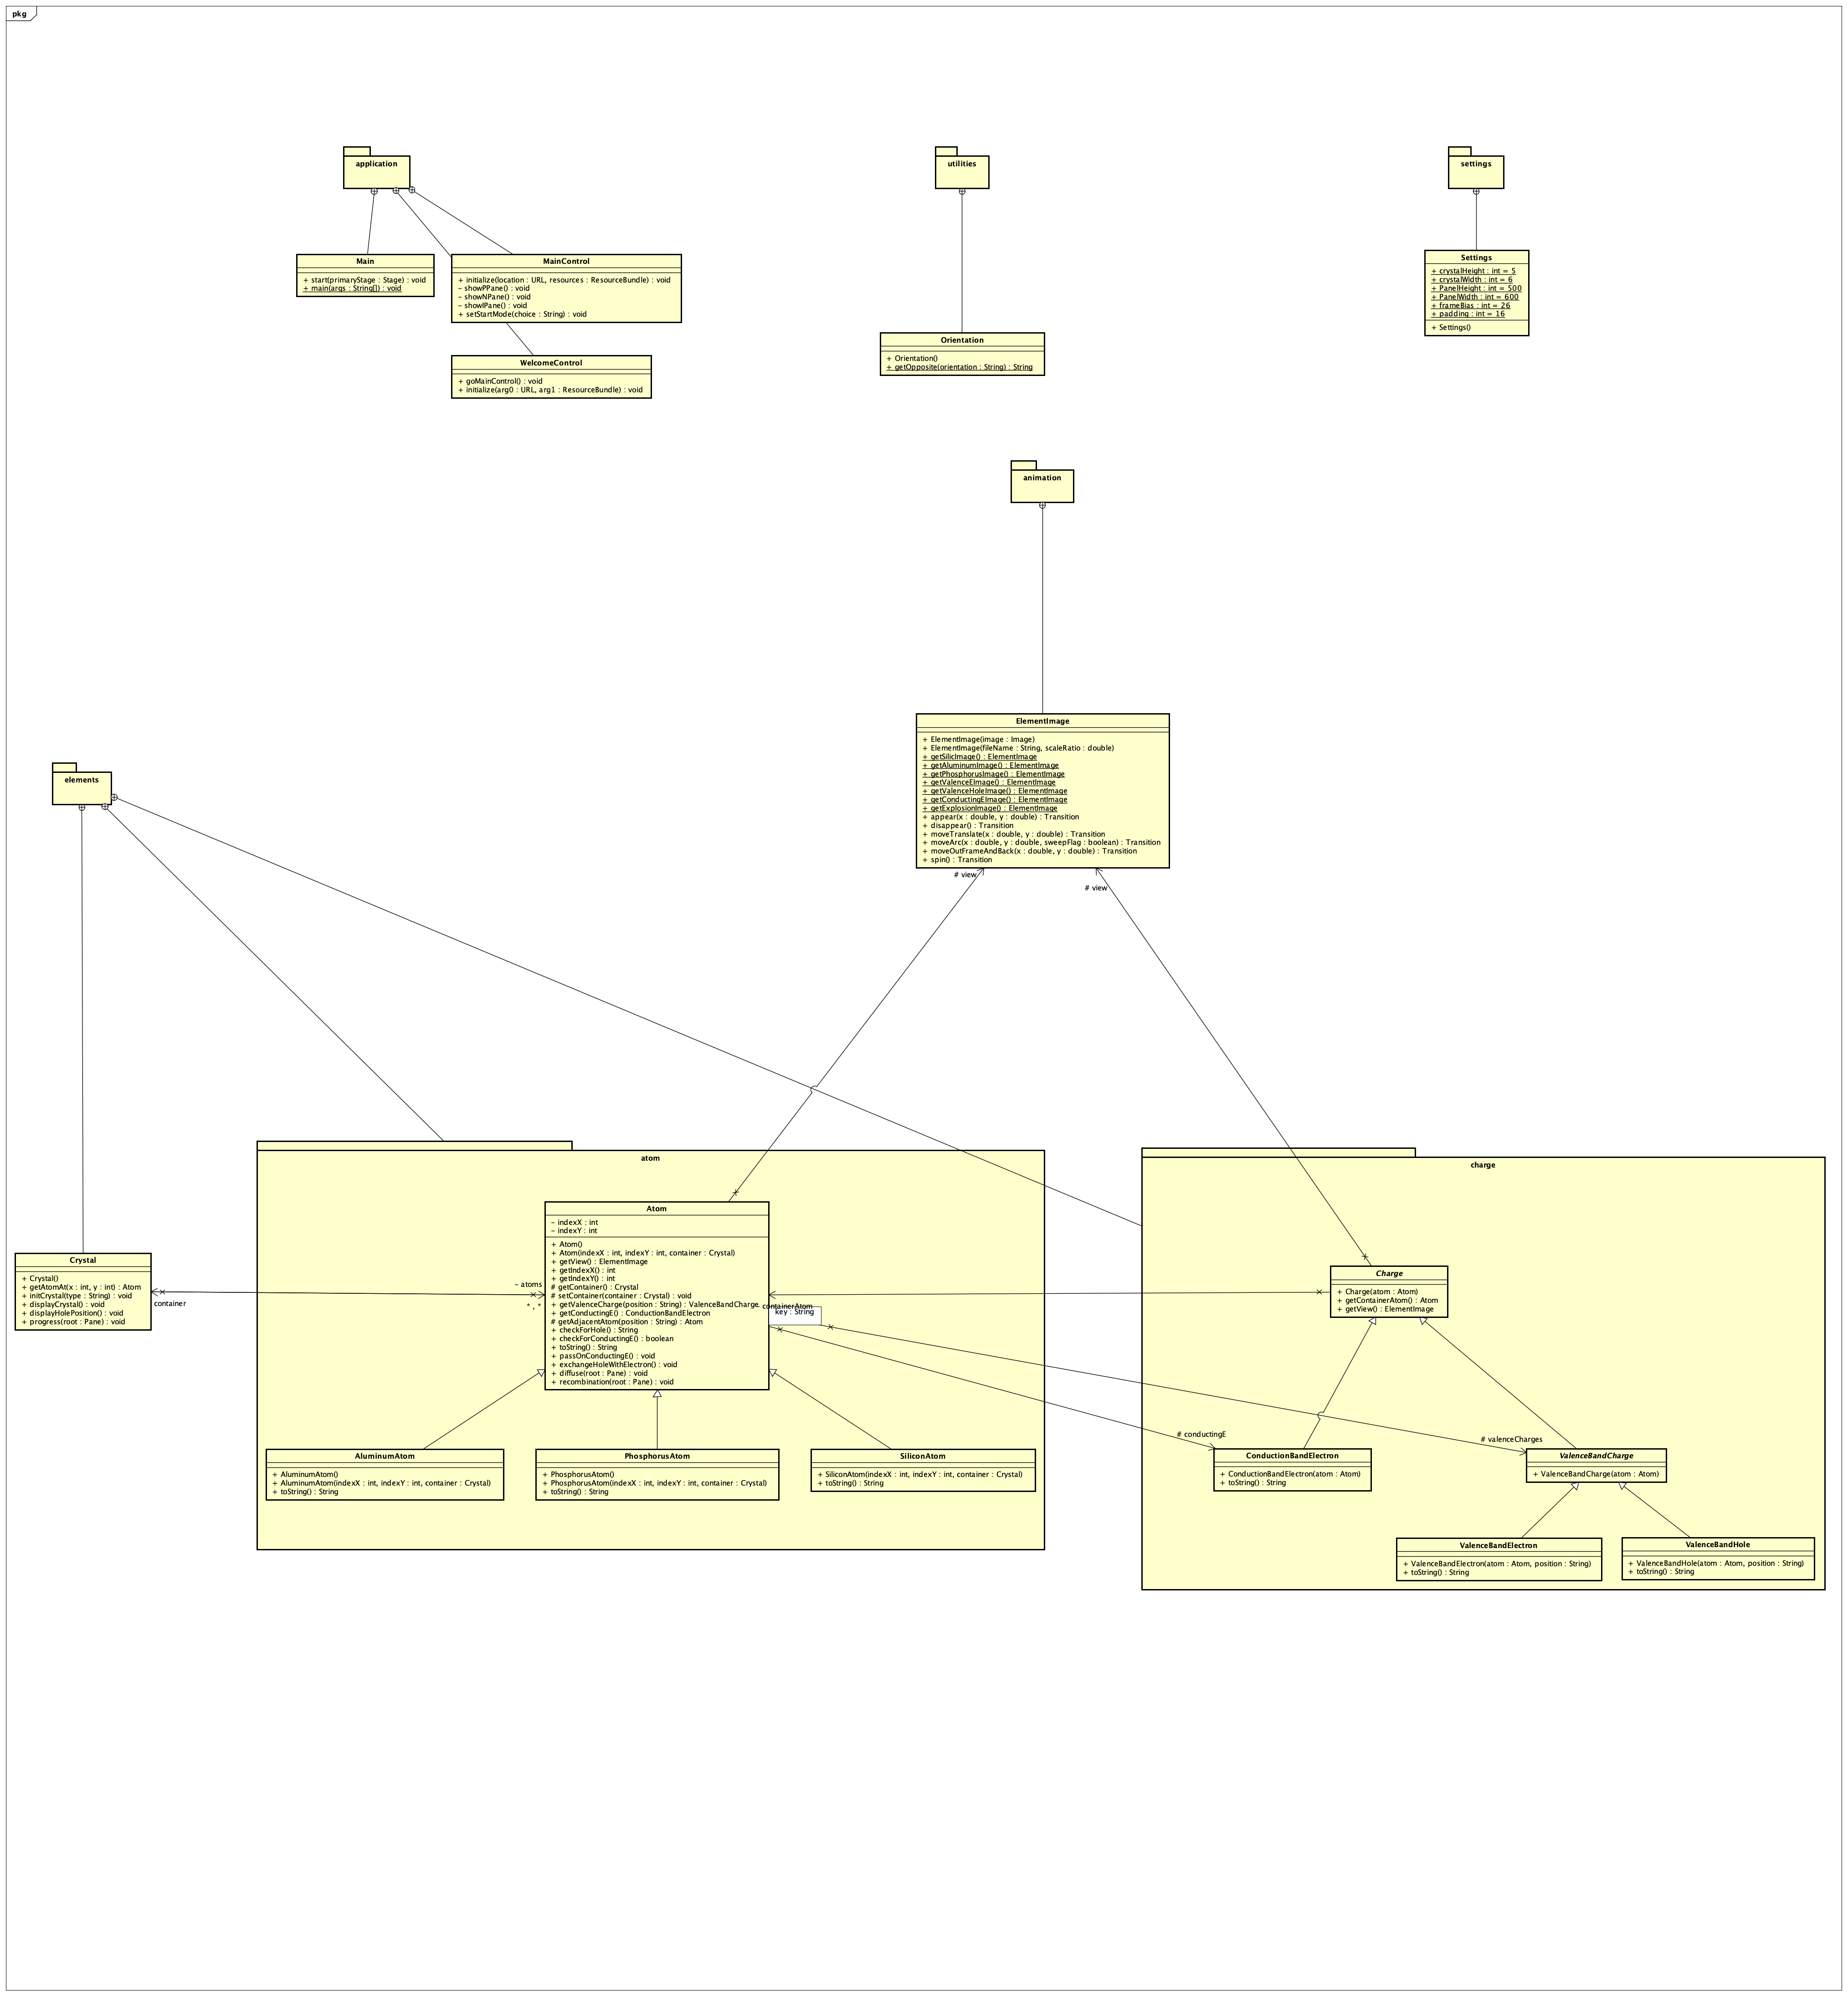 pkg
application
utilities
settings
Main
+ start(primaryStage : Stage) : void
+ main(args : String[]) : void
MainControl
+ initialize(location : URL, resources : ResourceBundle) : void
- showPPane() : void
- showNPane() : void
- showIPane() : void
+ setStartMode(choice : String) : void
WelcomeControl
+ goMainControl() : void
+ initialize(arg0 : URL, arg1 : ResourceBundle) : void
Orientation
+ Orientation()
+ getOpposite(orientation : String) : String
Settings
+ crystalHeight : int = 5
+ crystalWidth : int = 6
+ PanelHeight : int = 500
+ PanelWidth : int = 600
+ frameBias : int = 26
+ padding : int = 16
+ Settings()
animation
ElementImage
+ ElementImage(image : Image)
+ ElementImage(fileName : String, scaleRatio : double)
+ getSilicImage() : ElementImage
+ getAluminumImage() : ElementImage
+ getPhosphorusImage() : ElementImage
+ getValenceEImage() : ElementImage
+ getValenceHoleImage() : ElementImage
+ getConductingEImage() : ElementImage
+ getExplosionImage() : ElementImage
+ appear(x : double, y : double) : Transition
+ disappear() : Transition
+ moveTranslate(x : double, y : double) : Transition
+ moveArc(x : double, y : double, sweepFlag : boolean) : Transition
+ moveOutFrameAndBack(x : double, y : double) : Transition
+ spin() : Transition
# view
# view
elements
atom
charge
Crystal
+ Crystal()
+ getAtomAt(x : int, y : int) : Atom
+ initCrystal(type : String) : void
+ displayCrystal() : void
+ displayHolePosition() : void
+ progress(root : Pane) : void
container
- atoms
* , *
Atom
- indexX : int
- indexY : int
+ Atom()
+ Atom(indexX : int, indexY : int, container : Crystal)
+ getView() : ElementImage
+ getIndexX() : int
+ getIndexY() : int
# getContainer() : Crystal
# setContainer(container : Crystal) : void
+ getValenceCharge(position : String) : ValenceBandCharge
+ getConductingE() : ConductionBandElectron
# getAdjacentAtom(position : String) : Atom
+ checkForHole() : String
+ checkForConductingE() : boolean
+ toString() : String
+ passOnConductingE() : void
+ exchangeHoleWithElectron() : void
+ diffuse(root : Pane) : void
+ recombination(root : Pane) : void
- containerAtom
key : String
Charge
+ Charge(atom : Atom)
+ getContainerAtom() : Atom
+ getView() : ElementImage
# conductingE
# valenceCharges
AluminumAtom
+ AluminumAtom()
+ AluminumAtom(indexX : int, indexY : int, container : Crystal)
+ toString() : String
PhosphorusAtom
+ PhosphorusAtom()
+ PhosphorusAtom(indexX : int, indexY : int, container : Crystal)
+ toString() : String
SiliconAtom
+ SiliconAtom(indexX : int, indexY : int, container : Crystal)
+ toString() : String
ConductionBandElectron
+ ConductionBandElectron(atom : Atom)
+ toString() : String
ValenceBandCharge
+ ValenceBandCharge(atom : Atom)
ValenceBandElectron
+ ValenceBandElectron(atom : Atom, position : String)
+ toString() : String
ValenceBandHole
+ ValenceBandHole(atom : Atom, position : String)
+ toString() : String